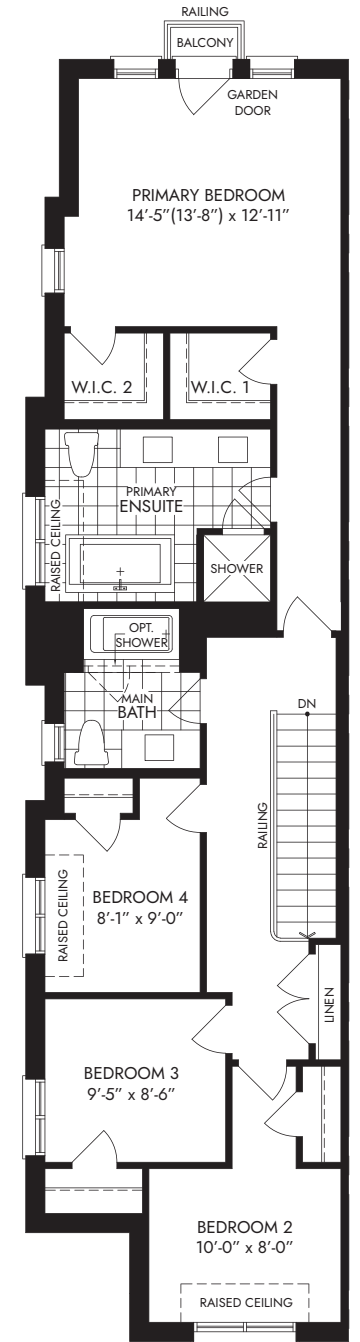 RAILING
BALCONY
GARDEN
DOOR
PRIMARY BEDROOM
14'-5"(13'-8") x 12'-11"
W.I.C. 2
W.I.C. 1
PRIMARY
ENSUITE
RAISED CEILING
SHOWER
OPT.
SHOWER
MAIN
BATH
DN
RAILING
BEDROOM 4
8'-1" x 9'-0"
RAISED CEILING
LINEN
BEDROOM 3
9'-5" x 8'-6"
BEDROOM 2
10'-0" x 8'-0"
RAISED CEILING